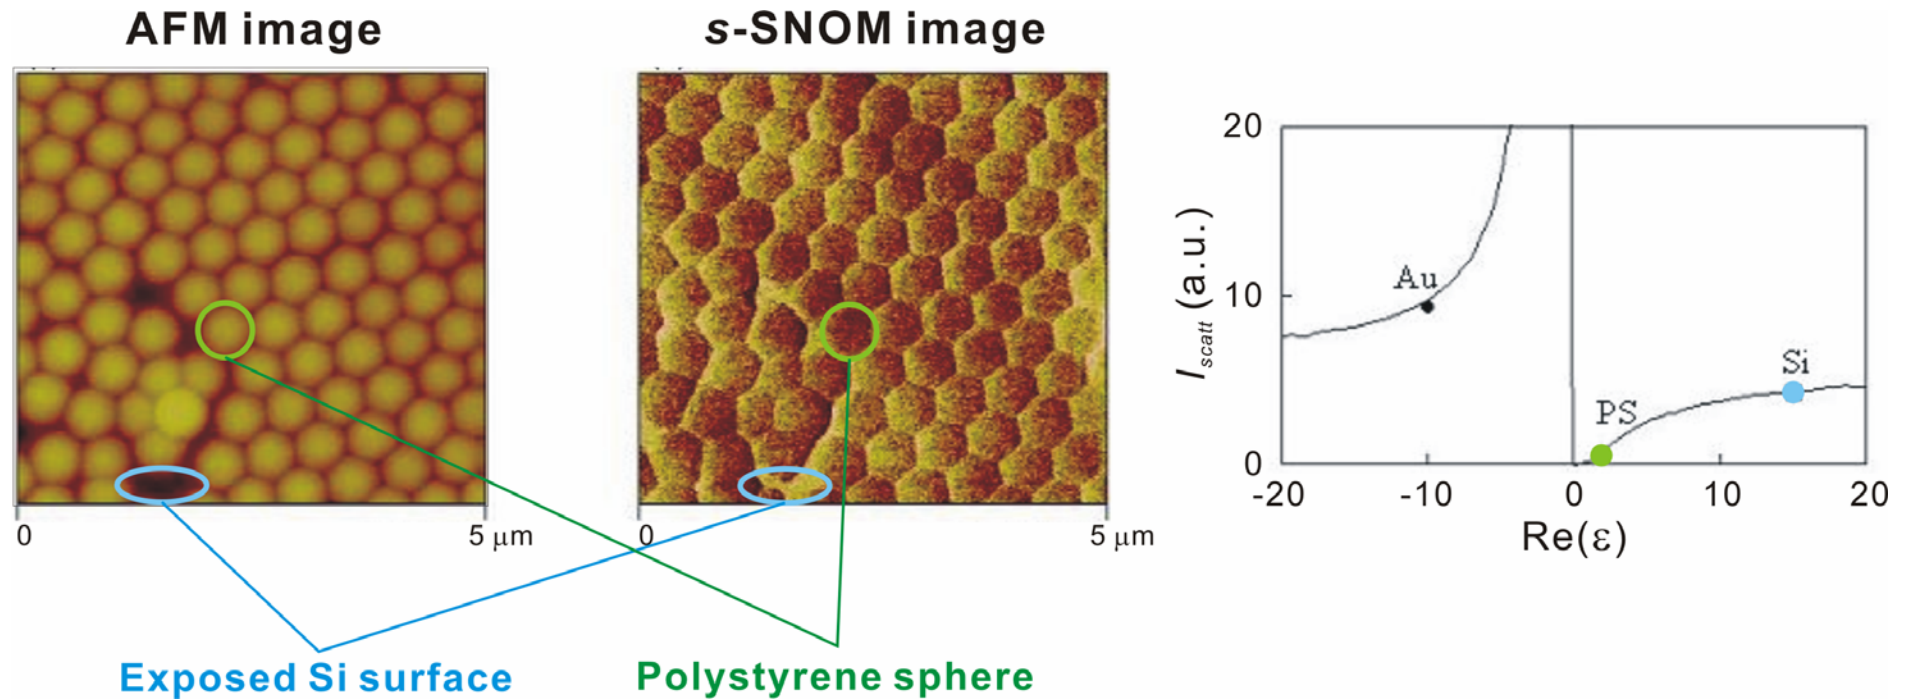 AFM image
s-SNOM image
0
5 μm
0
5 μm
Exposed Si surface
Polystyrene sphere
20
10
0
I scatt (a.u.)
Au
PS
Si
-20
-10
0
10
20
Re(ε)